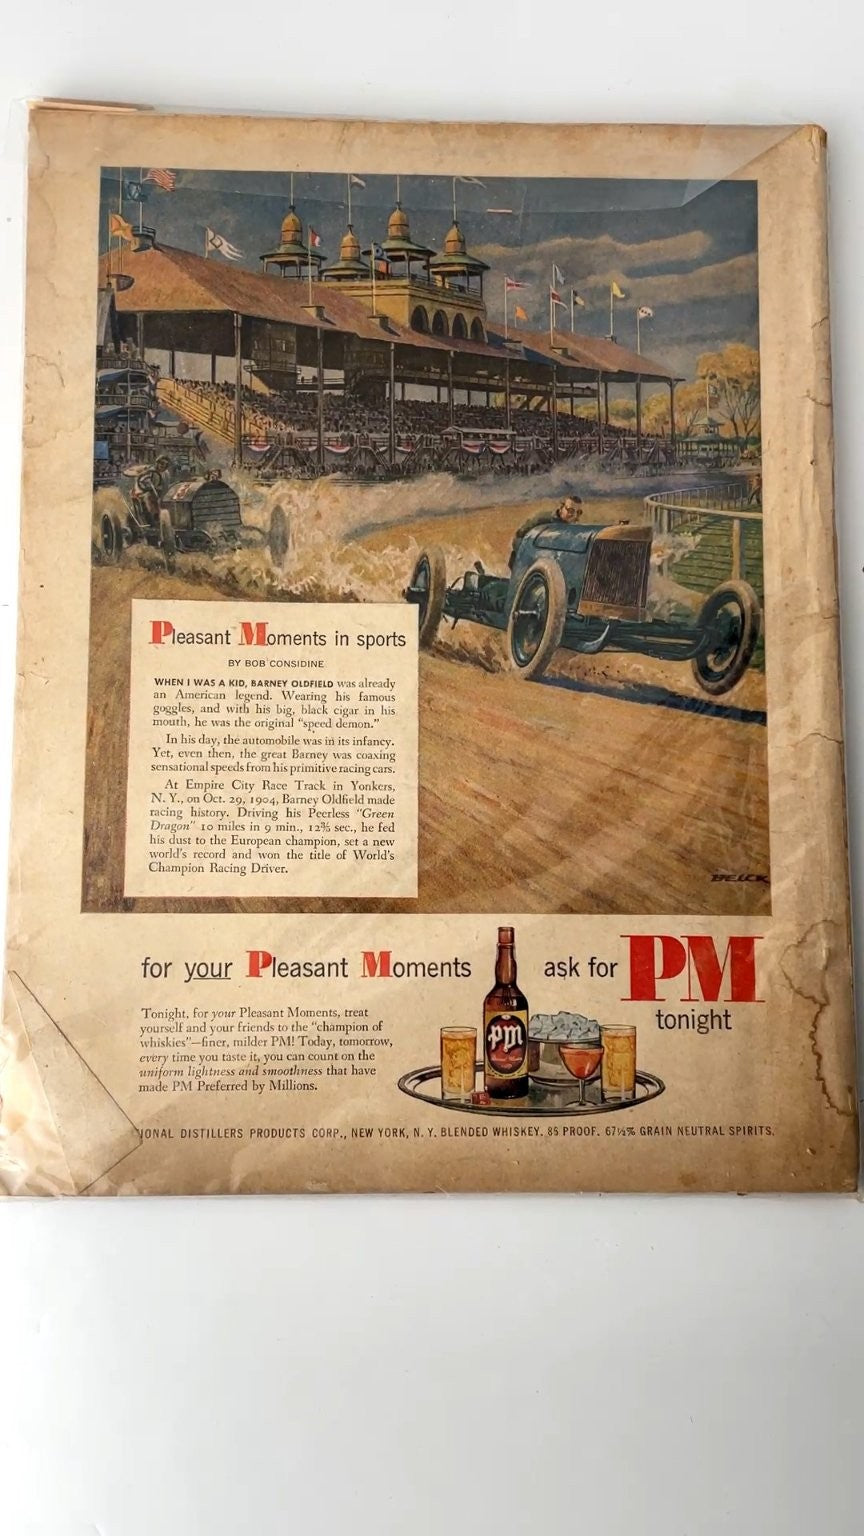 Pleasant Moments in sports
BY BOB CONSIDINE
WHEN I WAS A KID, BARNEY OLDFIELD was already
an American legend. Wearing his famous
goggles, and with his big, black cigar in his
mouth, he was the original "speed demon."
In his day, the automobile was in its infancy.
Yet, even then, the great Barney was coaxing
sensational speeds from his primitive racing cars.
At Empire City Race Track in Yonkers,
N. Y., on Oct. 29, 1904, Barney Oldfield made
racing history. Driving his Peerless "Green
Dragon" 10 miles in 9 min., 12⅗ sec., he fed
his dust to the European champion, set a new
world's record and won the title of World's
Champion Racing Driver.
BEICK
for your Pleasant Moments ask for PM
tonight
pm
Tonight, for your Pleasant Moments, treat
yourself and your friends to the "champion of
whiskies"—finer, milder PM! Today, tomorrow,
every time you taste it, you can count on the
uniform lightness and smoothness that have
made PM Preferred by Millions.
IONAL DISTILLERS PRODUCTS CORP., NEW YORK, N. Y. BLENDED WHISKEY. 86 PROOF. 67½% GRAIN NEUTRAL SPIRITS.